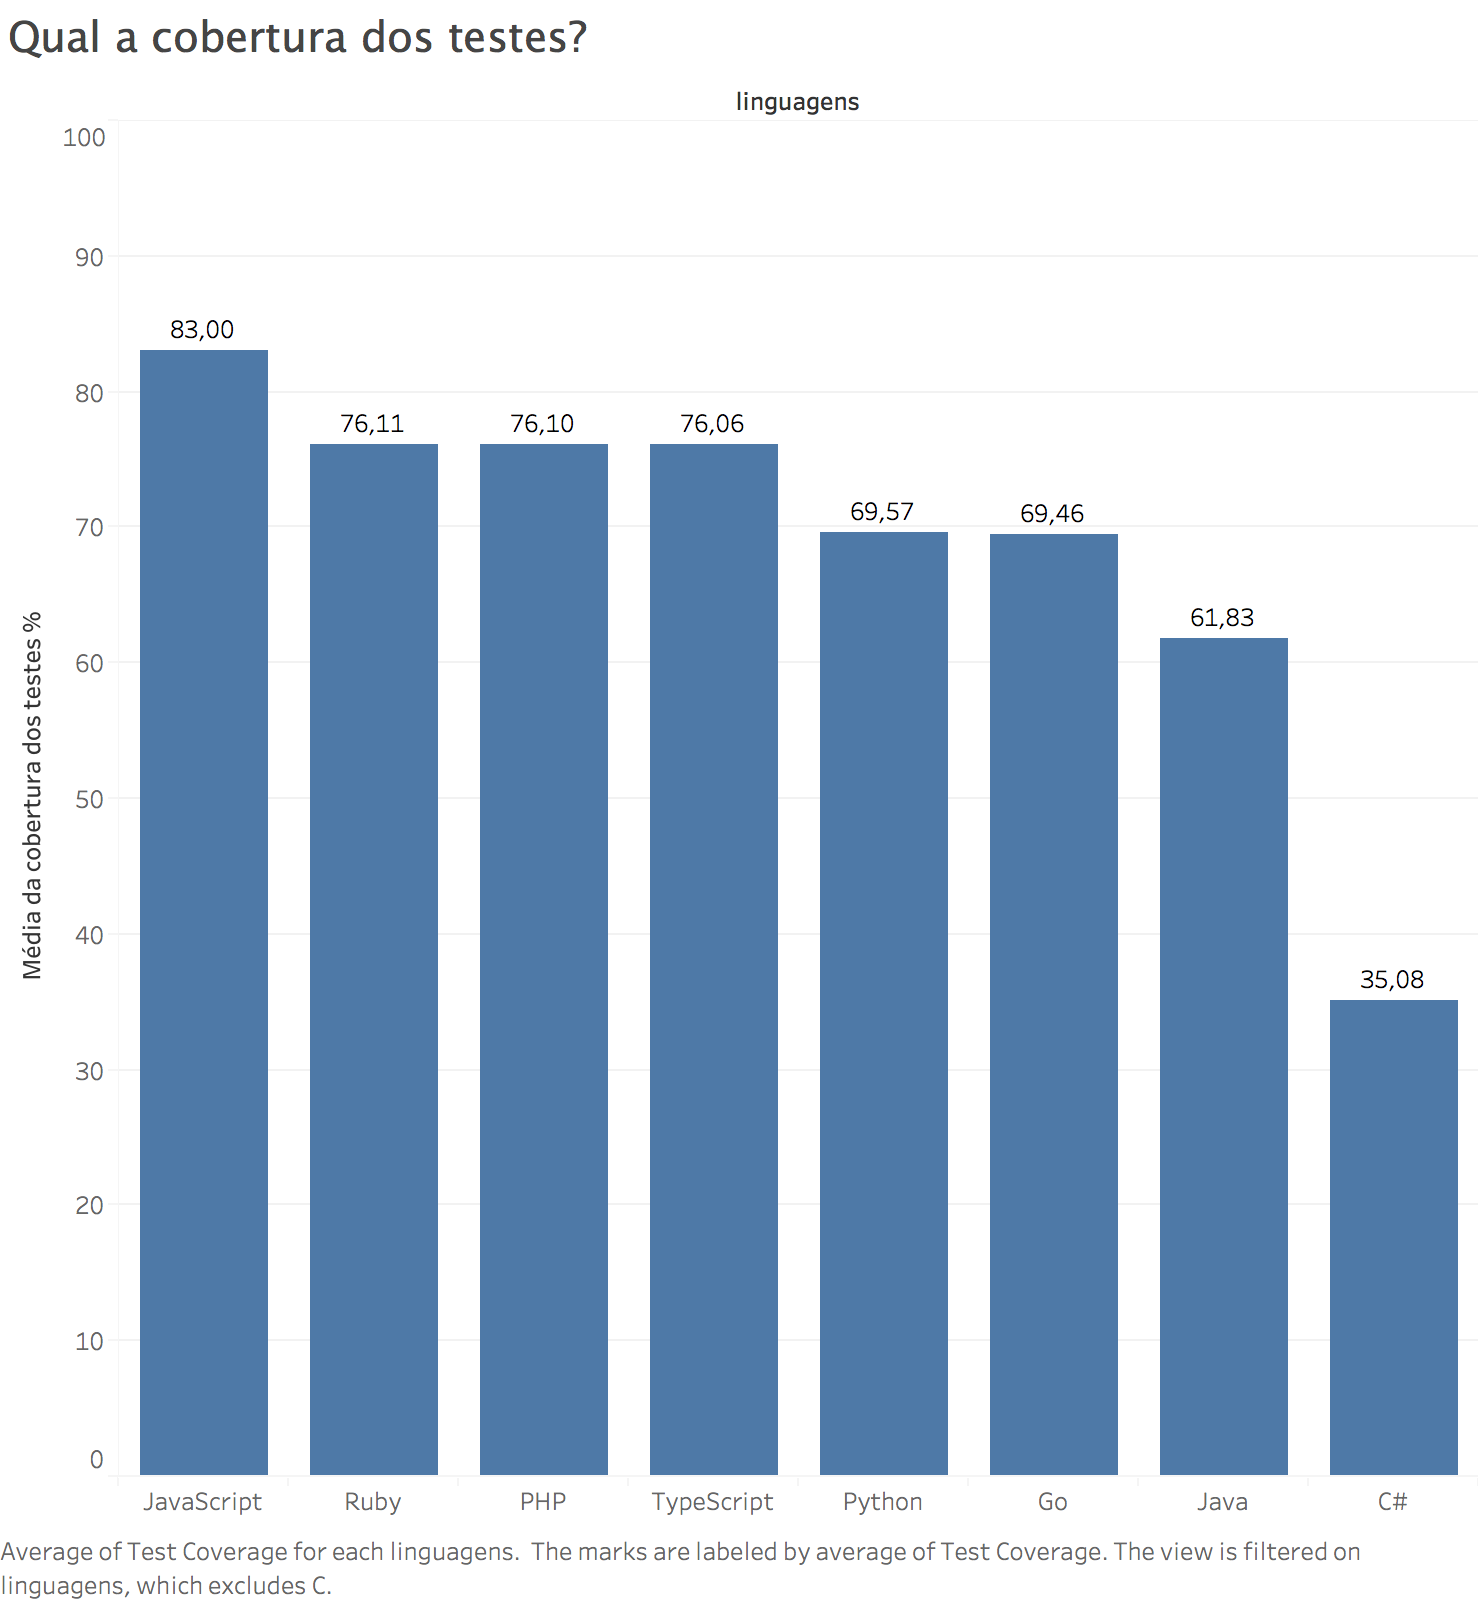 Qual a cobertura dos testes?
linguagens
Média da cobertura dos testes %
100
90
80
70
60
50
40
30
20
10
0
83,00
76,11
76,10
76,06
69,57
69,46
61,83
35,08
JavaScript
Ruby
PHP
TypeScript
Python
Go
Java
C#
Average of Test Coverage for each linguagens.  The marks are labeled by average of Test Coverage. The view is filtered on
linguagens, which excludes C.